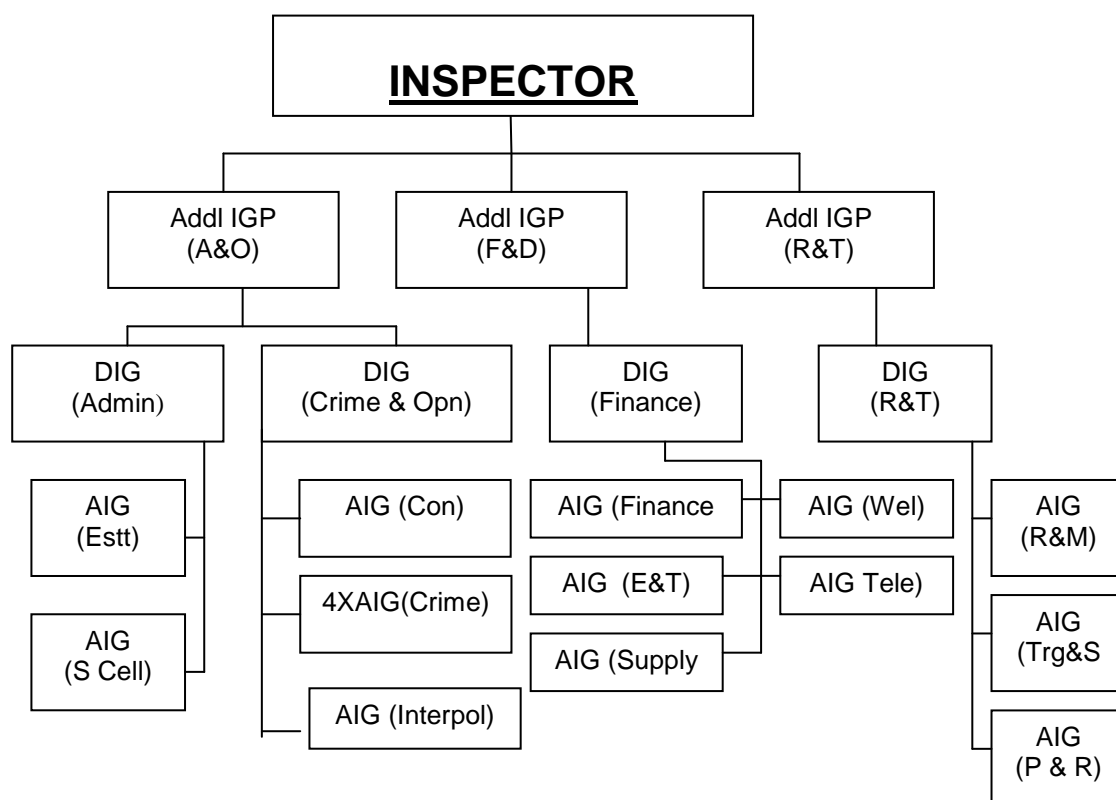 INSPECTOR
Addl IGP
(A&O)
Addl IGP
(F&D)
Addl IGP
(R&T)
DIG
(Admin)
DIG
(Crime & Opn)
DIG
(Finance)
DIG
(R&T)
AIG
(Estt)
AIG
(S Cell)
AIG (Con)
4XAIG(Crime)
AIG (Interpol)
AIG (Finance
AIG (E&T)
AIG (Supply
AIG (Wel)
AIG Tele)
AIG
(R&M)
AIG
(Trg&S
AIG
(P & R)